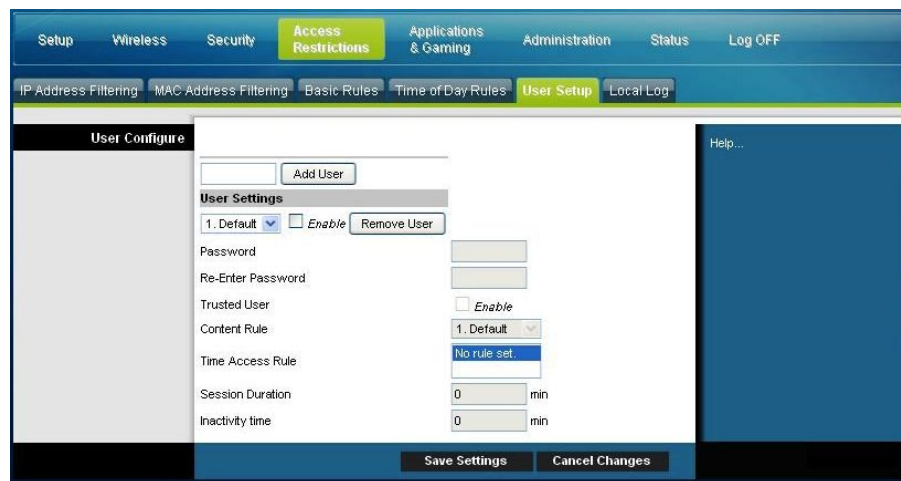 Setup Wireless Security Access Restrictions Applications & Gaming Administration Status Log OFF
IP Address Filtering MAC Address Filtering Basic Rules Time of Day Rules User Setup Local Log
User Configure
Help...
Add User
User Settings
1. Default Enable Remove User
Password
Re-Enter Password
Trusted User Enable
Content Rule 1. Default
Time Access Rule No rule set.
Session Duration 0 min
Inactivity time 0 min
Save Settings Cancel Changes